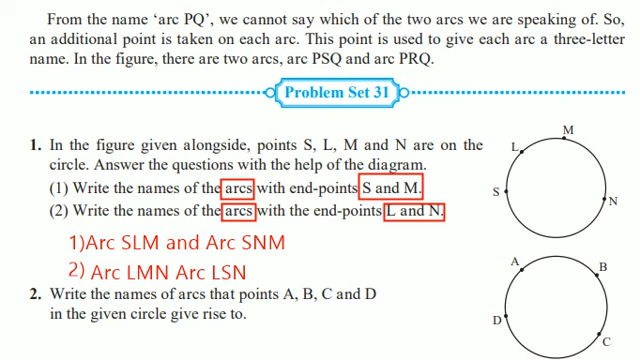 From the name ‘arc PQ’, we cannot say which of the two arcs we are speaking of. So,
an additional point is taken on each arc. This point is used to give each arc a three-letter
name. In the figure, there are two arcs, arc PSQ and arc PRQ.
Problem Set 31
1. In the figure given alongside, points S, L, M and N are on the
circle. Answer the questions with the help of the diagram.
(1) Write the names of the arcs with end-points S and M.
(2) Write the names of the arcs with the end-points L and N.
1)Arc SLM and Arc SNM
2) Arc LMN Arc LSN
M
L
S
N
2. Write the names of arcs that points A, B, C and D
in the given circle give rise to.
A
B
D
C